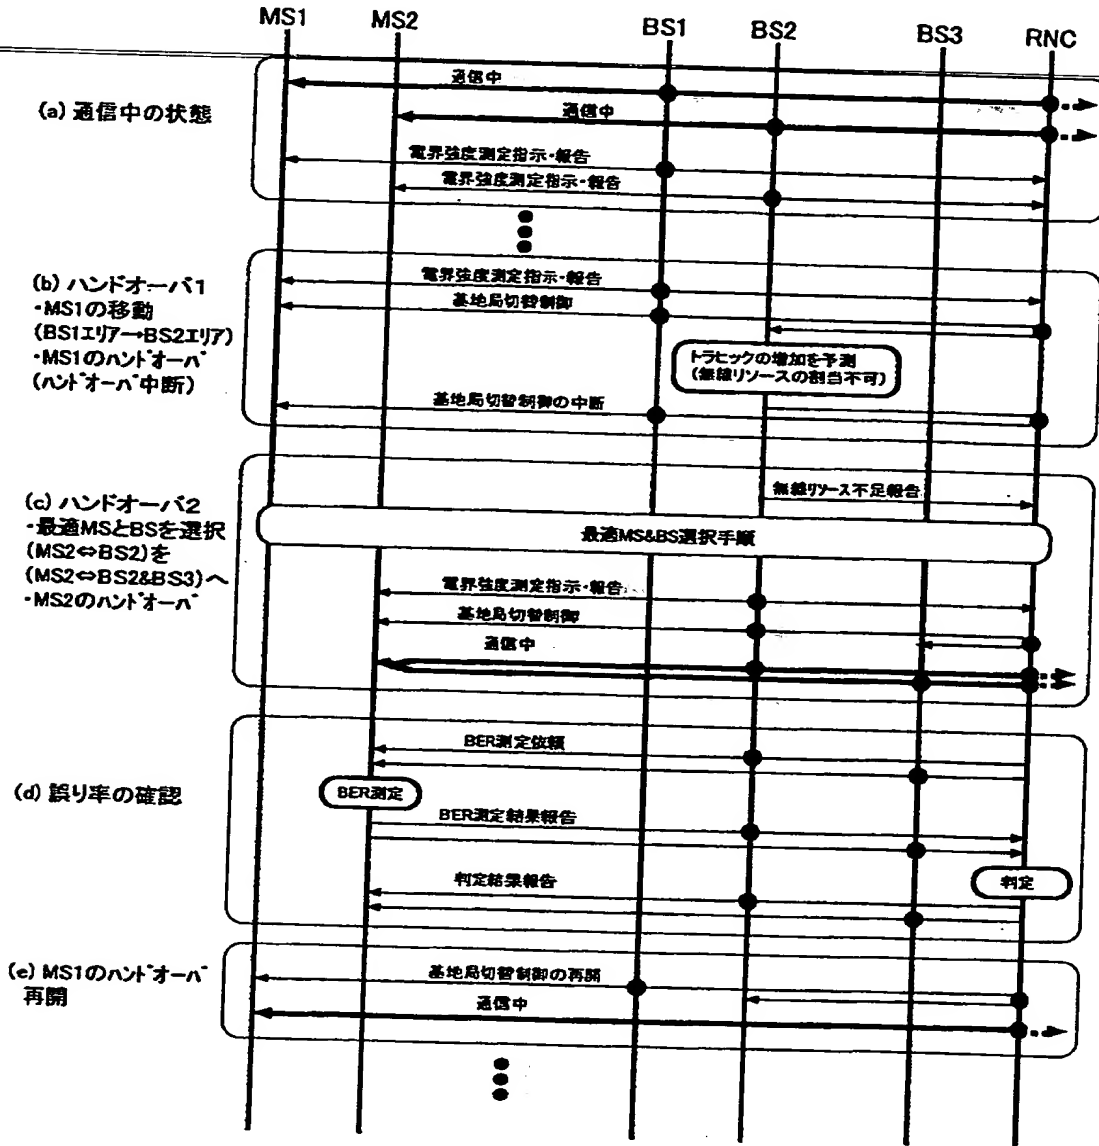 MS1
MS2
BS1
BS2
BS3
RNC
(a) 通信中の状態
通信中
通信中
電界強度測定指示・報告
電界強度測定指示・報告
(b) ハンドオーバ1
・MS1の移動
(BS1エリア→BS2エリア)
・MS1のハンドオーバ
(ハンドオーバ中断)
電界強度測定指示・報告
基地局切替制御
トラヒックの増加を予測
(無線リソースの割当不可)
基地局切替制御の中断
(c) ハンドオーバ2
・最適MSとBSを選択
(MS2⇔BS2)を
(MS2⇔BS2&BS3)へ
・MS2のハンドオーバ
無線リソース不足報告
最適MS&BS選択手順
電界強度測定指示・報告
基地局切替制御
通信中
(d) 誤り率の確認
BER測定依頼
BER測定
BER測定結果報告
判定
判定結果報告
(e) MS1のハンドオーバ
再開
基地局切替制御の再開
通信中